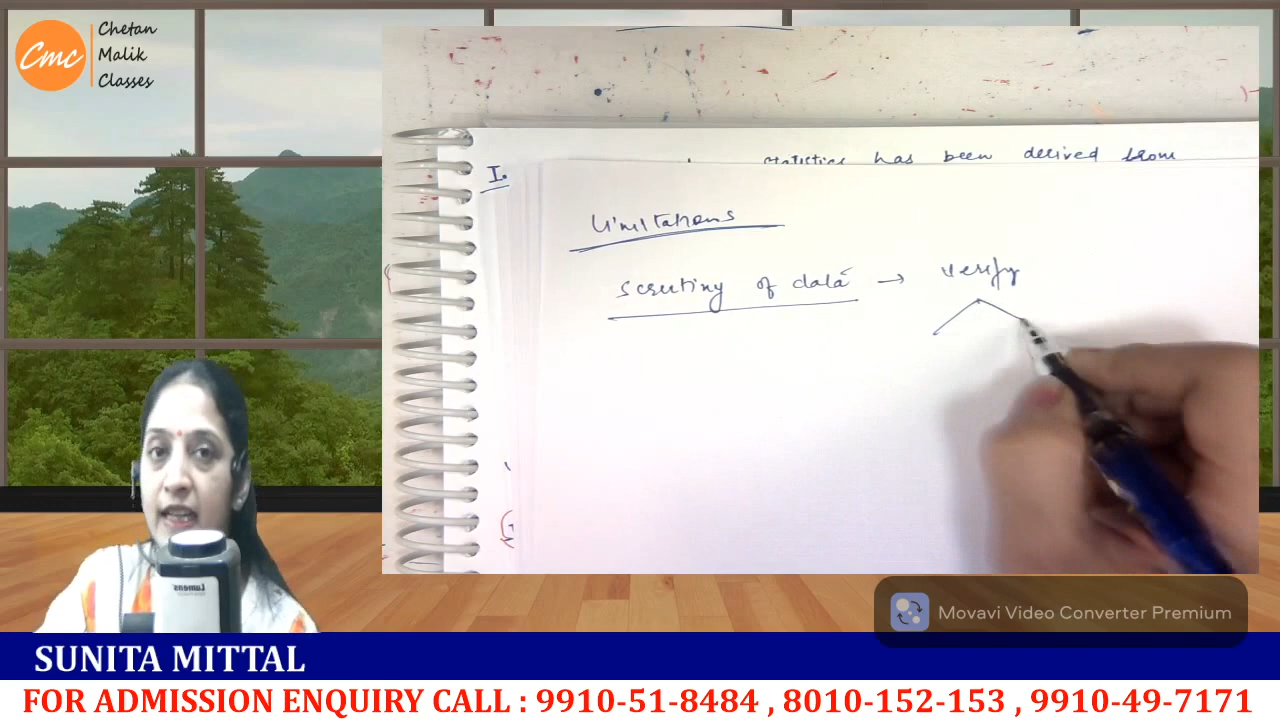 Chetan
cmc
Malik
Classes
statistics has been derived from
I.
Limitations
scrutiny of data → verify
Lumens
Movavi Video Converter Premium
SUNITA MITTAL
FOR ADMISSION ENQUIRY CALL : 9910-51-8484 , 8010-152-153 , 9910-49-7171